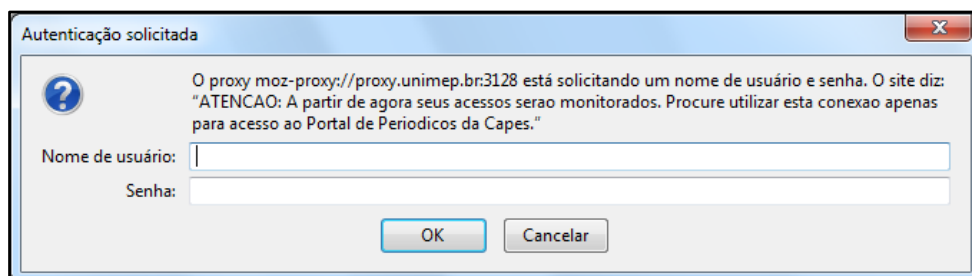 Autenticação solicitada
x
?
O proxy moz-proxy://proxy.unimep.br:3128 está solicitando um nome de usuário e senha. O site diz:
"ATENCAO: A partir de agora seus acessos serao monitorados. Procure utilizar esta conexao apenas
para acesso ao Portal de Periodicos da Capes."
Nome de usuário:
Senha:
OK Cancelar